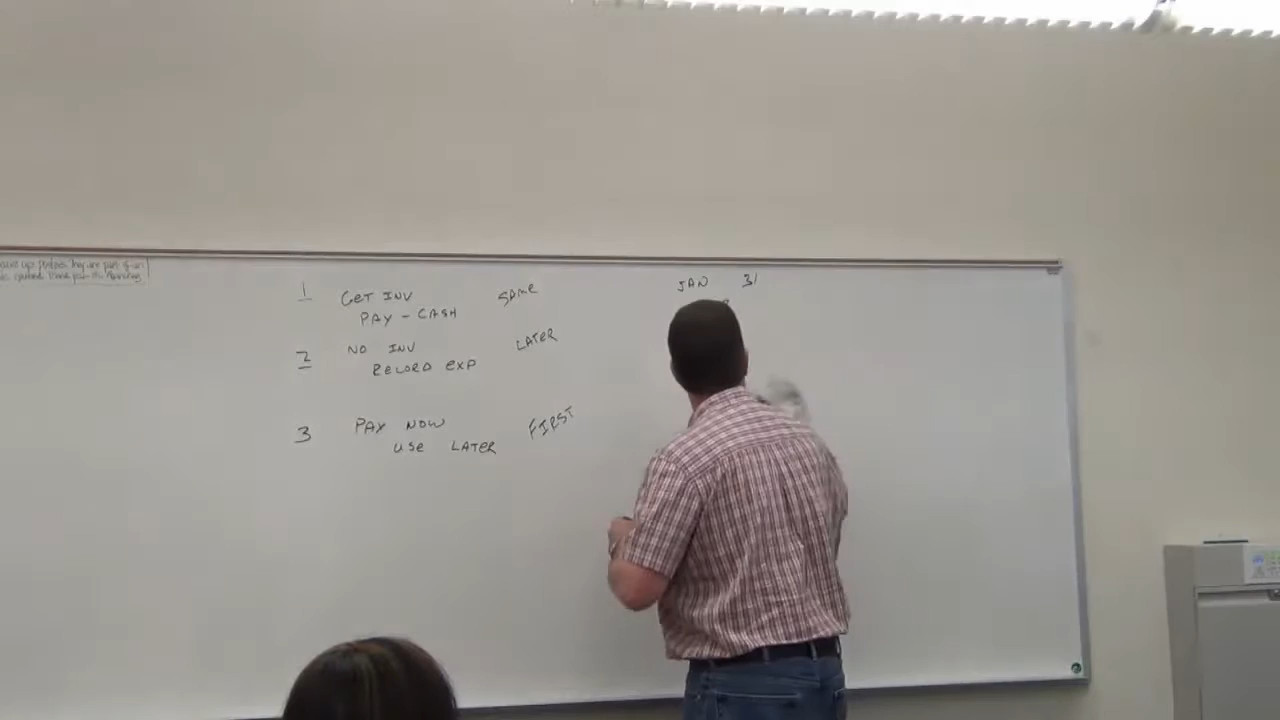 1 GET INV SAME
PAY - CASH
2 NO INV LATER
RECORD EXP
3 PAY NOW FIRST
USE LATER
JAN 31